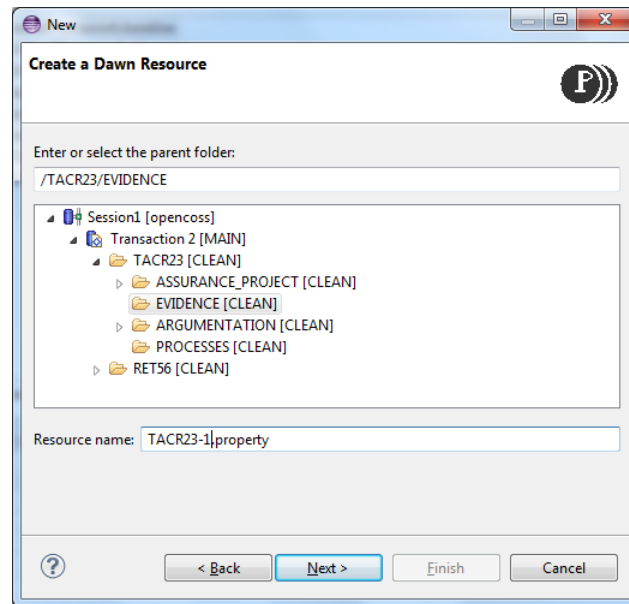 New
Create a Dawn Resource
P
Enter or select the parent folder:
/TACR23/EVIDENCE
Session1 [opencoss]
Transaction 2 [MAIN]
TACR23 [CLEAN]
ASSURANCE_PROJECT [CLEAN]
EVIDENCE [CLEAN]
ARGUMENTATION [CLEAN]
PROCESSES [CLEAN]
RET56 [CLEAN]
Resource name: TACR23-1.property
? < Back Next > Finish Cancel